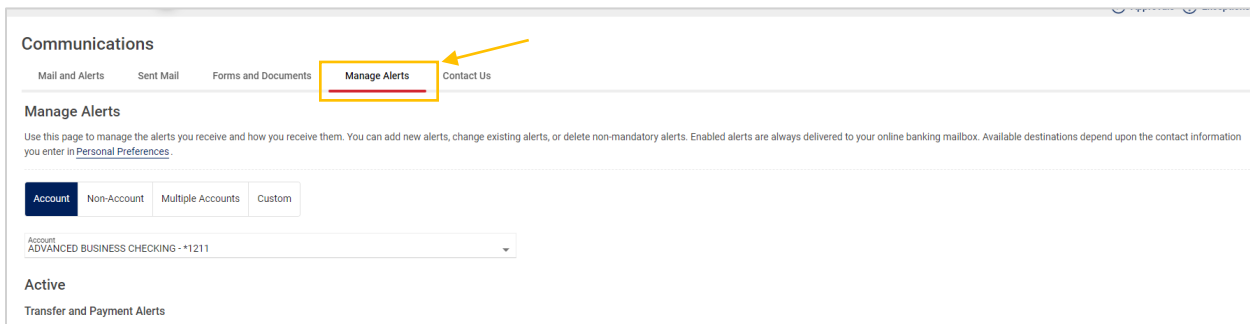 Communications
Mail and Alerts Sent Mail Forms and Documents Manage Alerts Contact Us
Manage Alerts
Use this page to manage the alerts you receive and how you receive them. You can add new alerts, change existing alerts, or delete non-mandatory alerts. Enabled alerts are always delivered to your online banking mailbox. Available destinations depend upon the contact information
you enter in Personal Preferences .
Account Non-Account Multiple Accounts Custom
Account
ADVANCED BUSINESS CHECKING - *1211
Active
Transfer and Payment Alerts